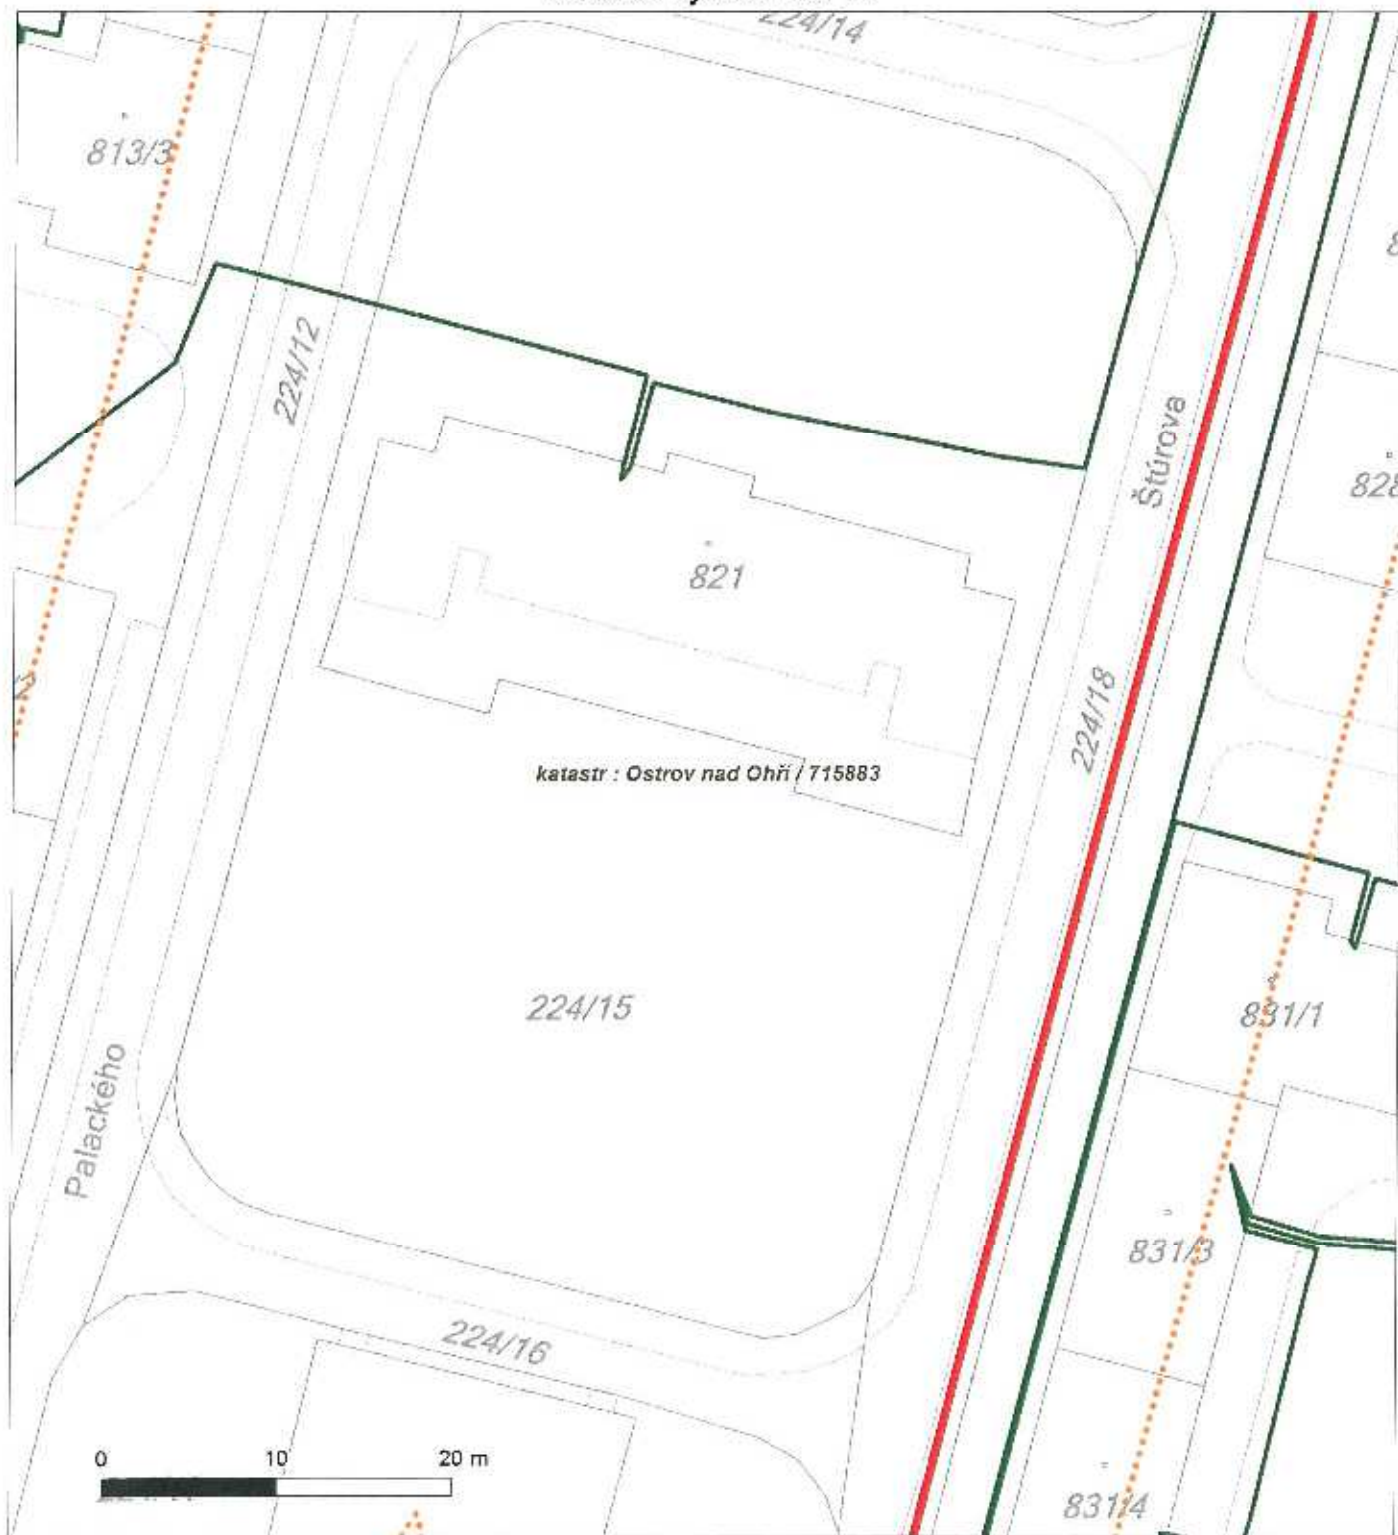 224/14
813/3
224/12
Štúrova
828
821
224/18
katastr : Ostrov nad Ohří / 715883
224/15
831/1
Palackého
831/3
224/16
0 10 20 m
831/4